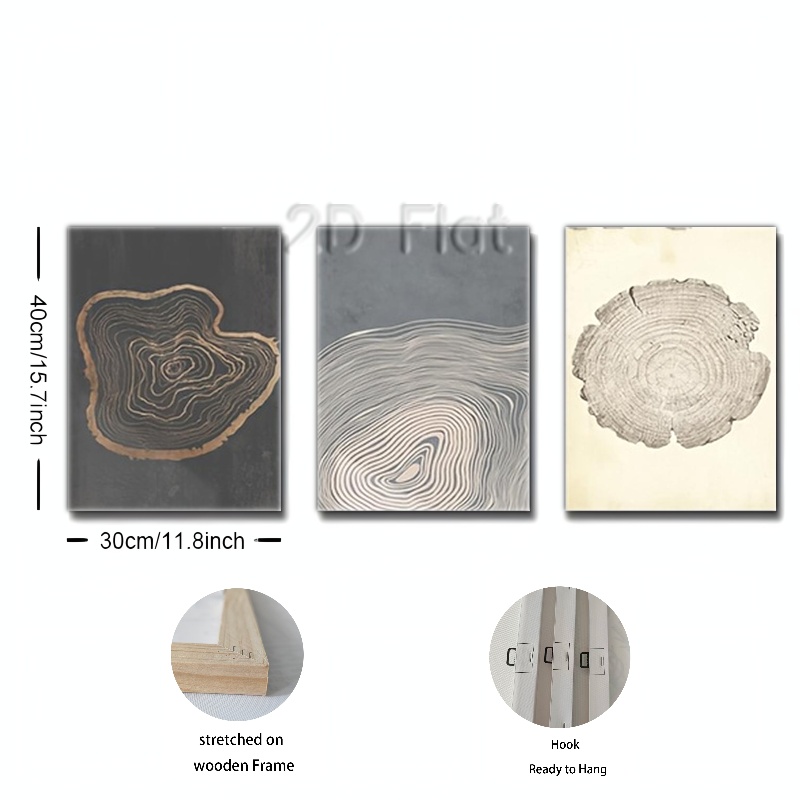 2D Flat
40cm/15.7inch
30cm/11.8inch
stretched on
wooden Frame
Hook
Ready to Hang